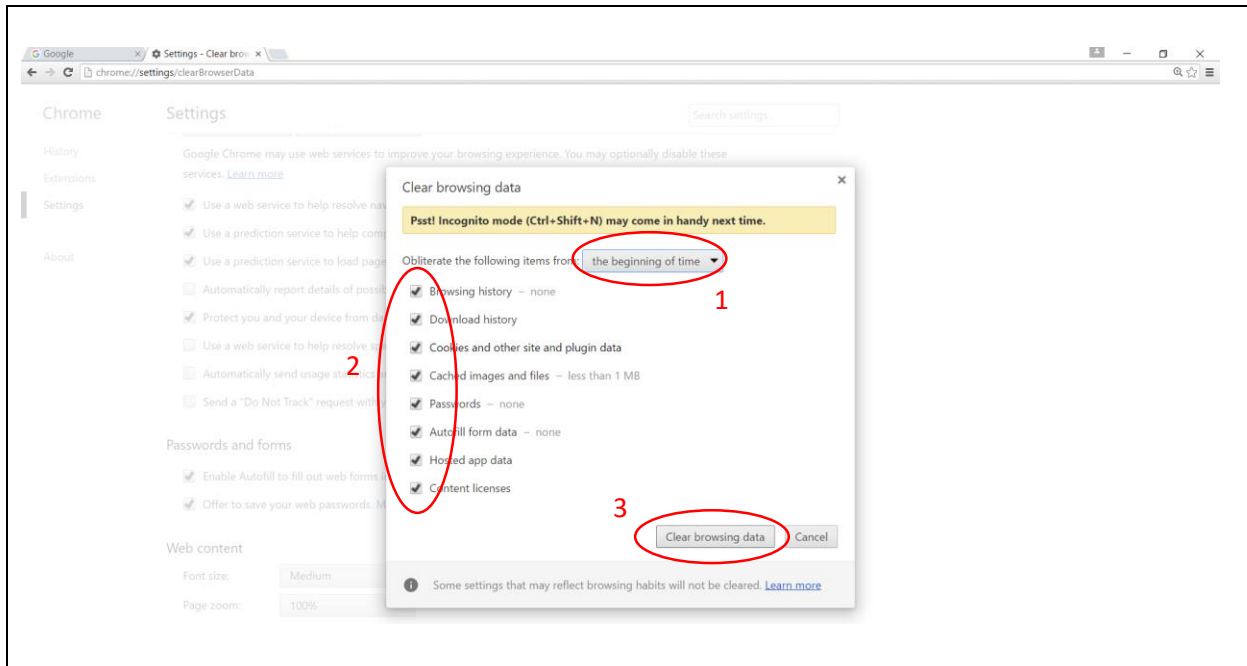 Google
Settings - Clear brow
chrome://settings/clearBrowserData
Chrome
Settings
Search settings
History
Google Chrome may use web services to improve your browsing experience. You may optionally disable these
services. Learn more
Extensions
Clear browsing data
Settings
Use a web service to help resolve nav
Psst! Incognito mode (Ctrl+Shift+N) may come in handy next time.
Use a prediction service to help comp
About
Use a prediction service to load page
Obliterate the following items from: the beginning of time
1
Automatically report details of possib
Browsing history – none
Protect you and your device from da
Download history
Use a web service to help resolve sp
2
Cookies and other site and plugin data
Automatically send usage statistics a
Cached images and files – less than 1 MB
Send a "Do Not Track" request with y
Passwords – none
Autofill form data – none
Passwords and forms
Hosted app data
Enable Autofill to fill out web forms
Content licenses
Offer to save your web passwords. M
3
Clear browsing data
Cancel
Web content
Font size:
Medium
Some settings that may reflect browsing habits will not be cleared. Learn more
Page zoom:
100%